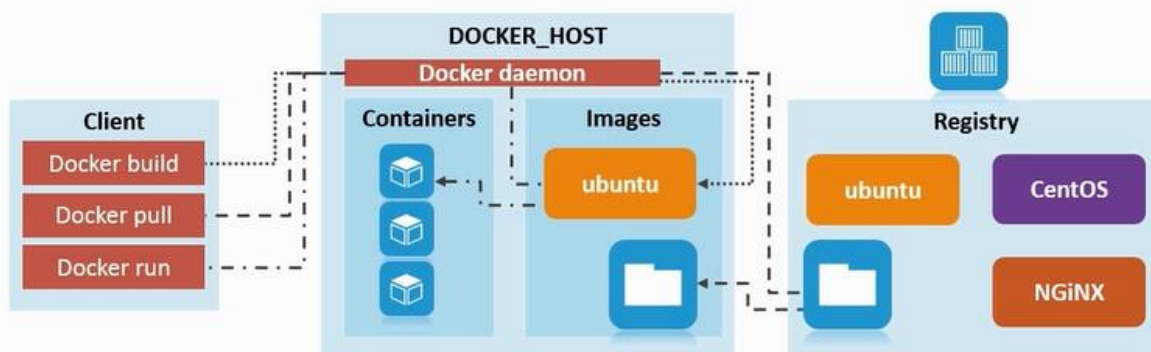 DOCKER_HOST
Docker daemon
Client
Docker build
Docker pull
Docker run
Containers
Images
ubuntu
Registry
ubuntu
CentOS
NGiNX